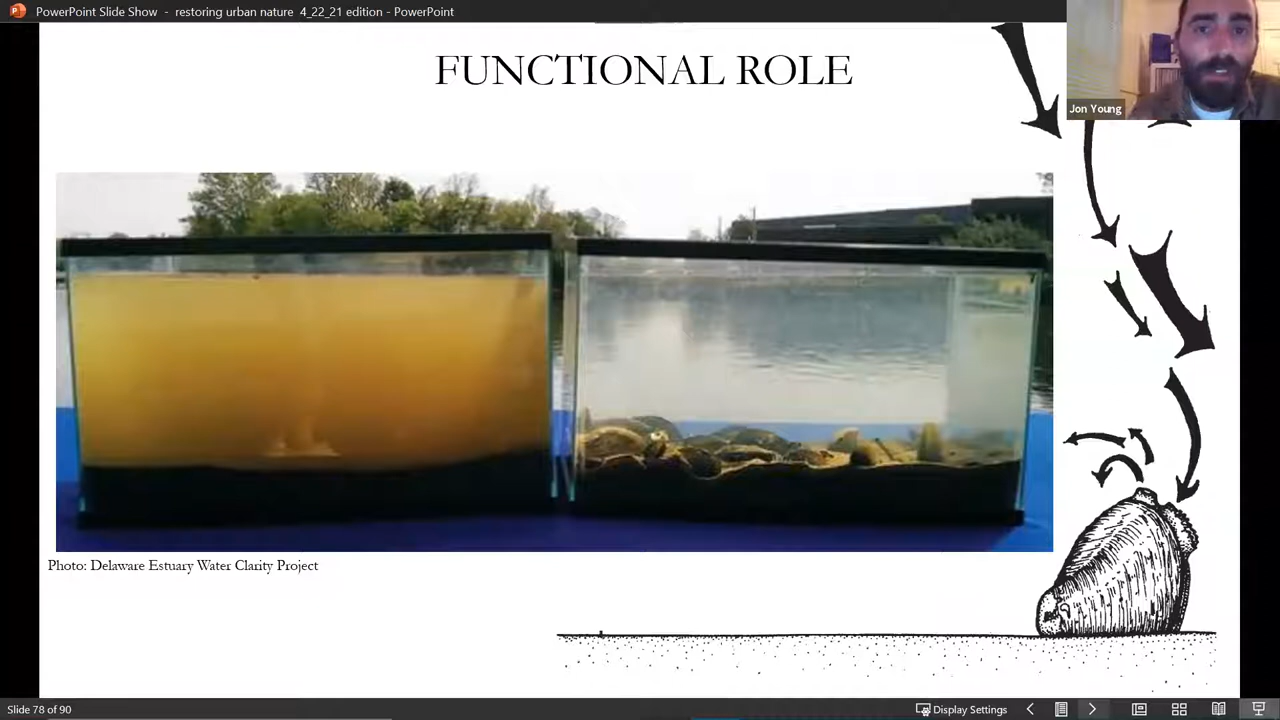 PowerPoint Slide Show - restoring urban nature 4_22_21 edition - PowerPoint
FUNCTIONAL ROLE
Jon Young
Photo: Delaware Estuary Water Clarity Project
Slide 78 of 90
Display Settings